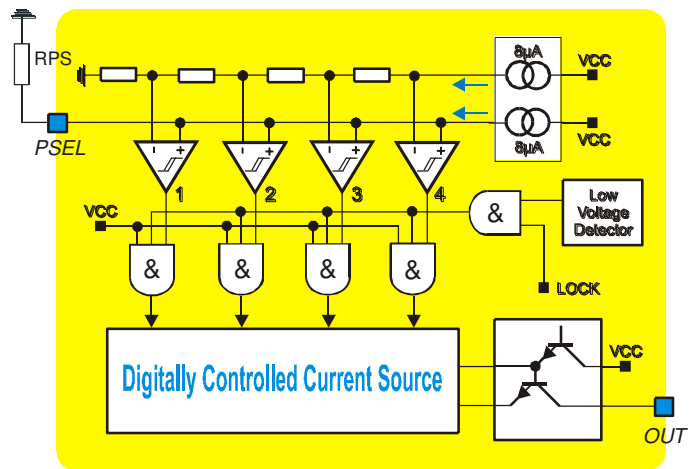 RPS
8µA
VCC
PSEL
- +
- +
- +
- +
8µA
VCC
1
2
3
4
VCC
&
Low
Voltage
Detector
&
&
&
&
LOCK
Digitally Controlled Current Source
VCC
OUT